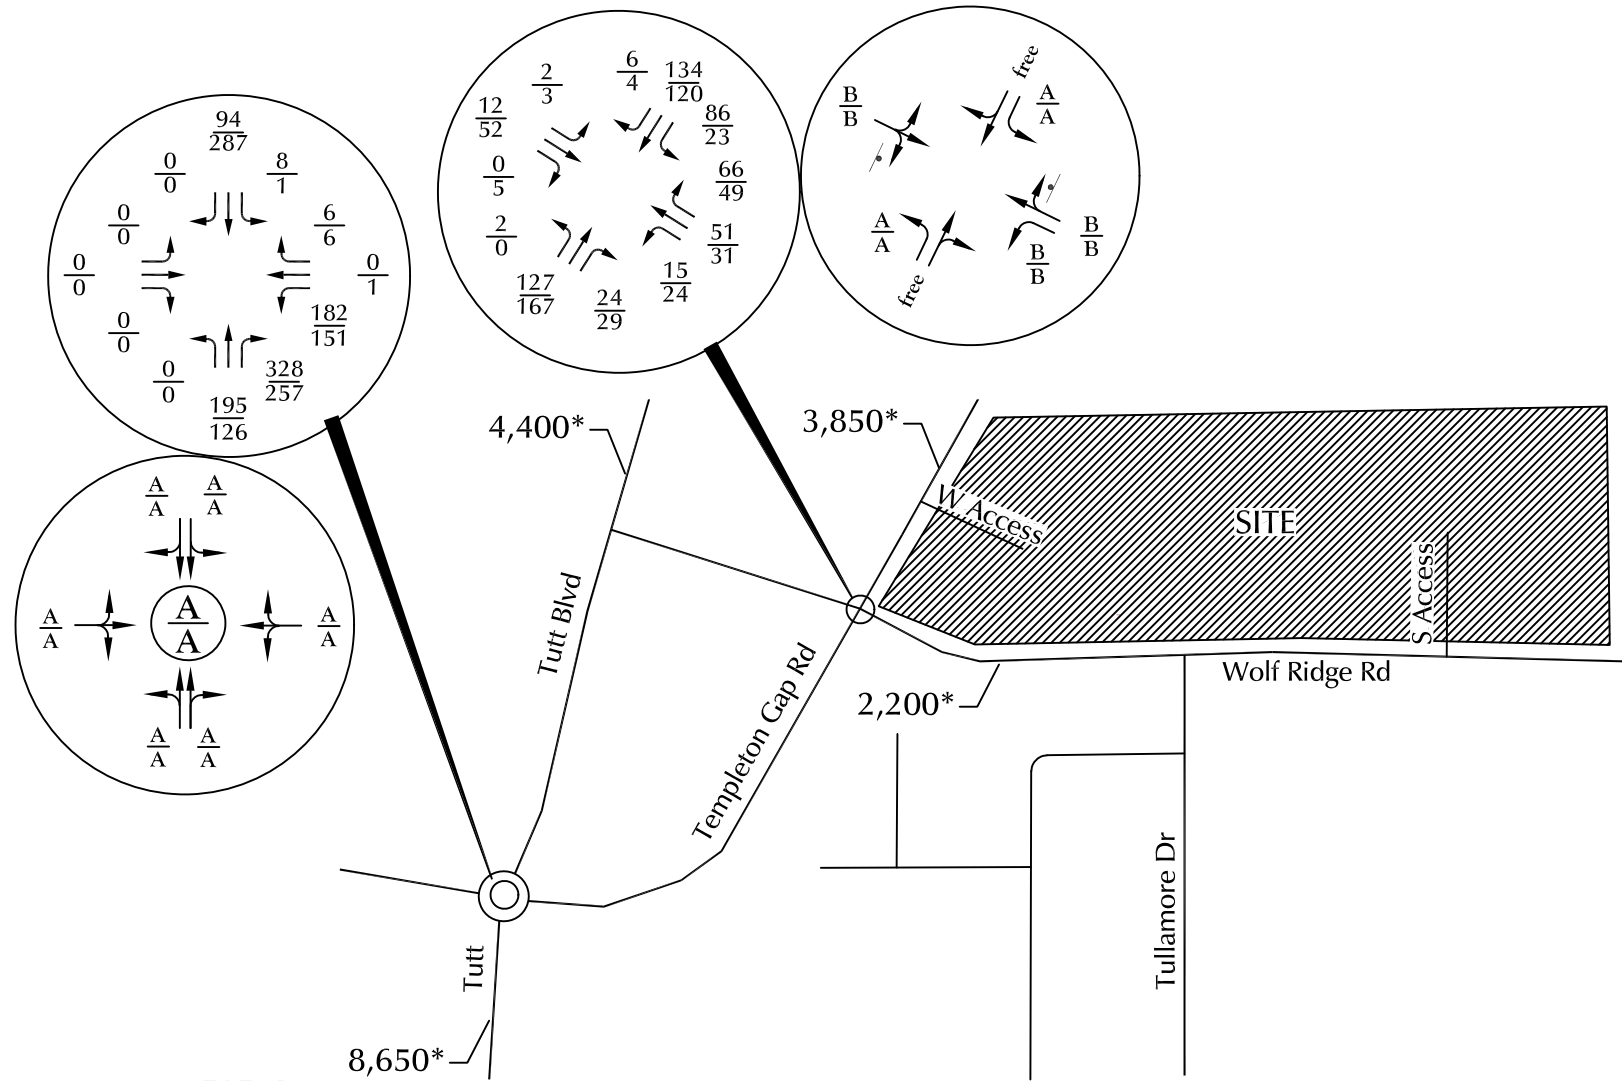 94
287
0
0
8
1
0
0
6
6
0
0
0
1
0
0
182
151
0
0
328
257
195
126
A
A
A
A
A
A
A
A
A
A
A
A
A
A
2
3
6
4
134
120
12
52
86
23
0
5
66
49
2
0
51
31
127
167
24
29
15
24
free
B
B
A
A
A
A
B
B
B
B
free
4,400*
3,850*
W Access
SITE
S Access
Tutt Blvd
Templeton Gap Rd
Wolf Ridge Rd
2,200*
Tullamore Dr
Tutt
8,650*